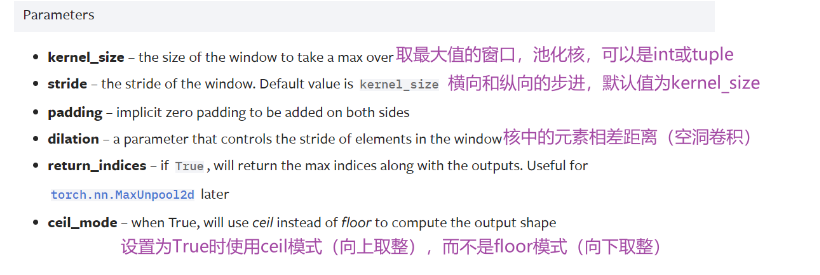 Parameters
• kernel_size – the size of the window to take a max over 取最大值的窗口，池化核，可以是int或tuple
• stride – the stride of the window. Default value is kernel_size 横向和纵向的步进，默认值为kernel_size
• padding – implicit zero padding to be added on both sides
• dilation – a parameter that controls the stride of elements in the window核中的元素相差距离（空洞卷积）
• return_indices – if True, will return the max indices along with the outputs. Useful for
torch.nn.MaxUnpool2d later
• ceil_mode – when True, will use ceil instead of floor to compute the output shape
设置为True时使用ceil模式（向上取整），而不是floor模式（向下取整）